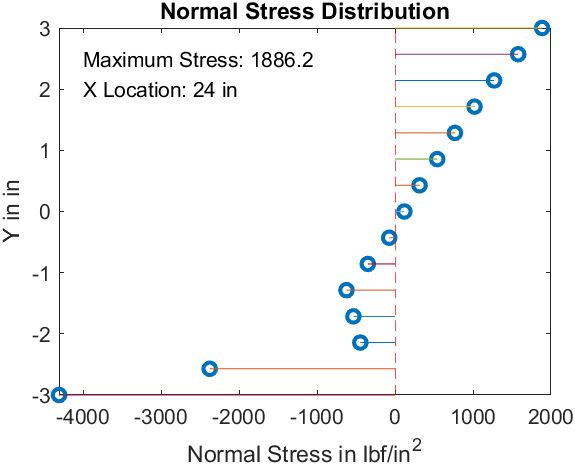 Normal Stress Distribution
Maximum Stress: 1886.2
X Location: 24 in
3
2
1
0
-1
-2
-3
Y in in
-4000 -3000 -2000 -1000 0 1000 2000
Normal Stress in lbf/in²